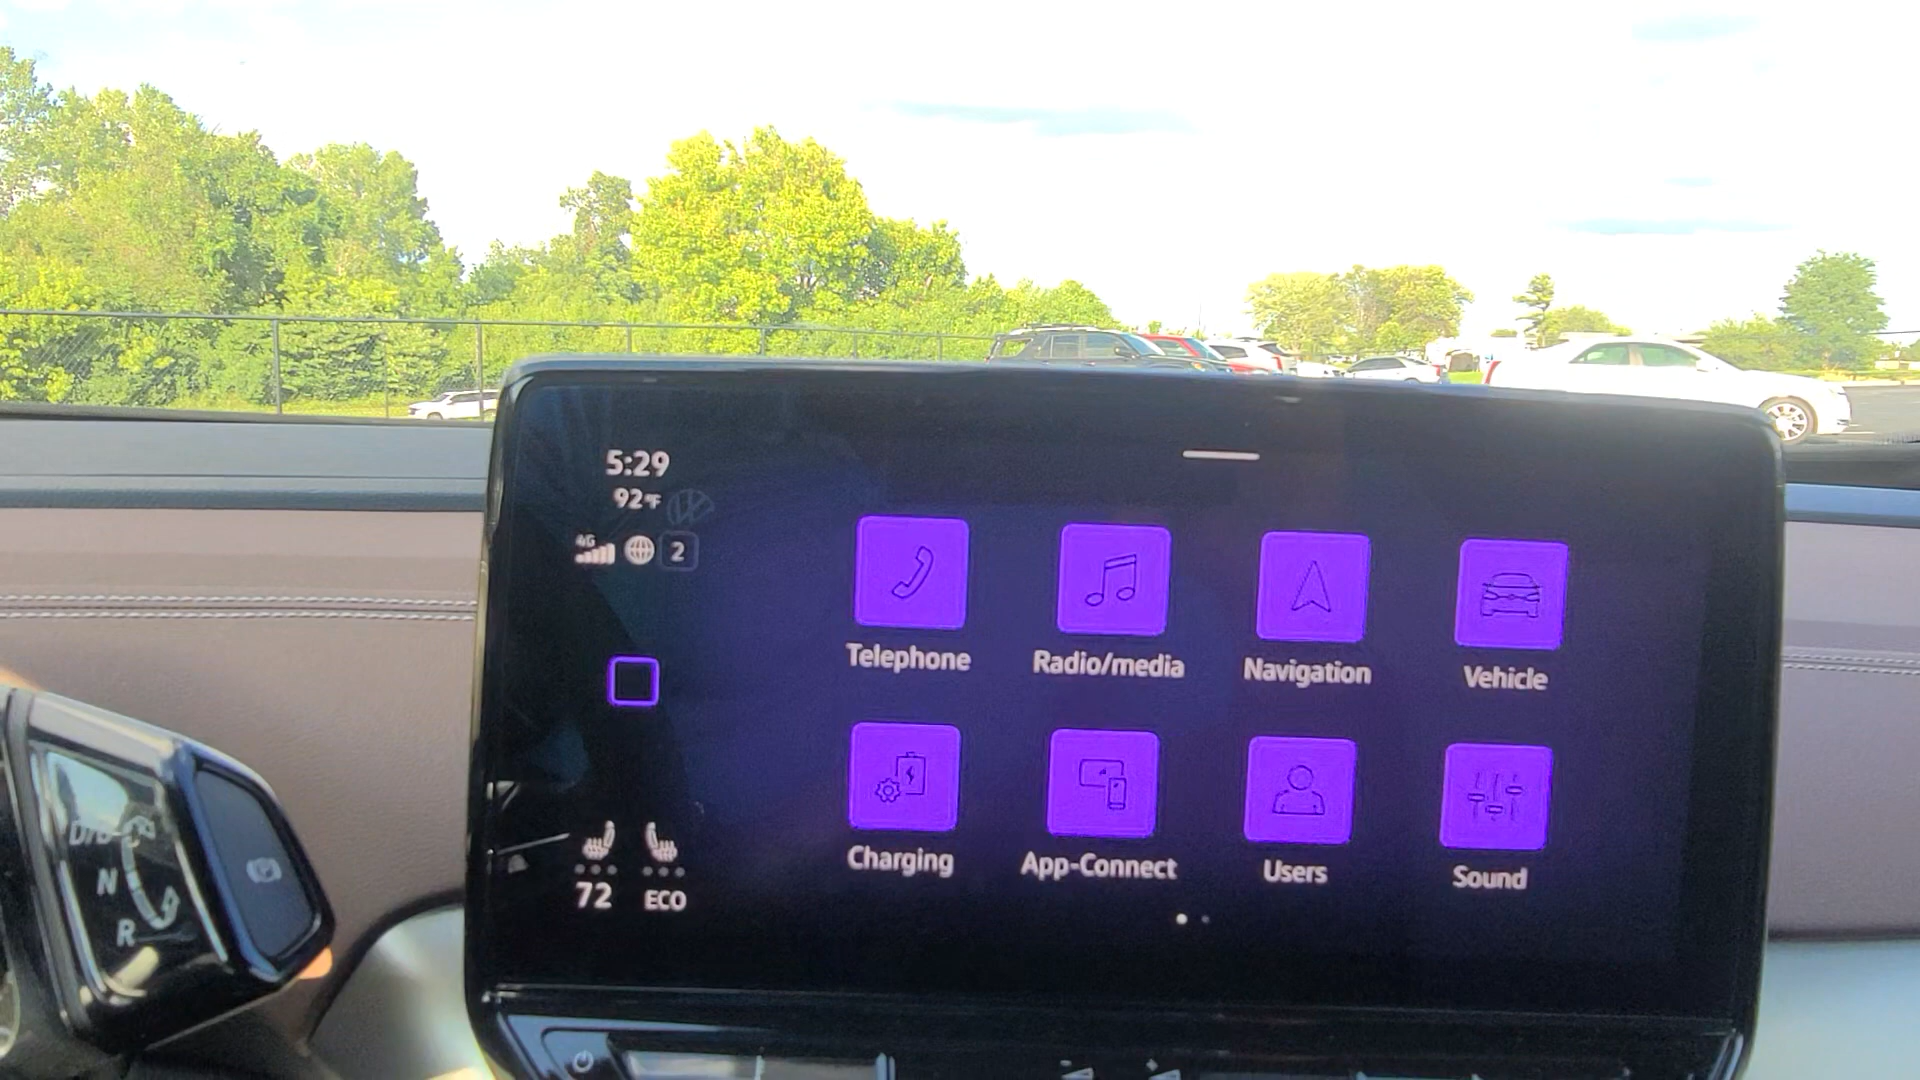 5:29
92°F
4G
2
Telephone
Radio/media
Navigation
Vehicle
Charging
App-Connect
Users
Sound
72
ECO
N
R